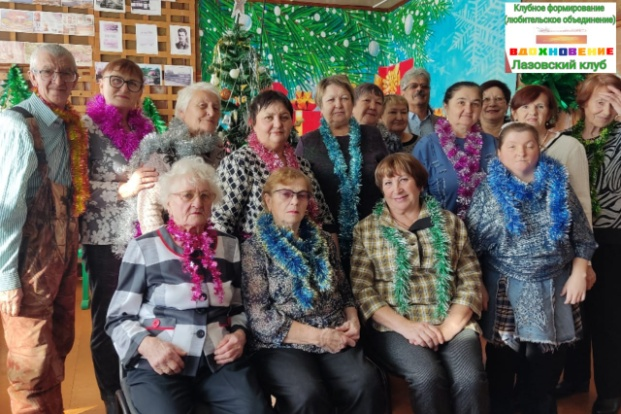 Клубное формирование
(любительское объединение)
ВДОХНОВЕНИЕ
Лазовский клуб